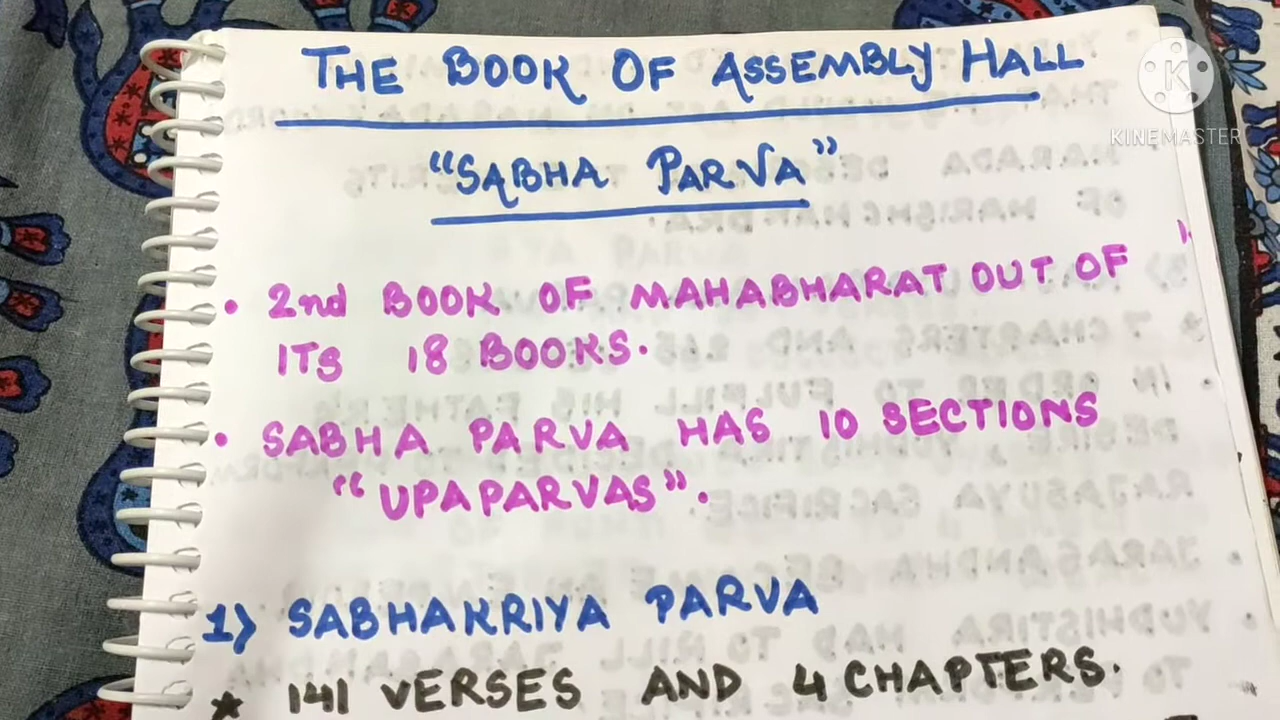 THE BOOK OF ASSEMBLY HALL
"SABHA PARVA"
• 2nd BOOK OF MAHABHARAT OUT OF
ITS 18 BOOKS.
• SABHA PARVA HAS 10 SECTIONS
"UPAPARVAS".
1) SABHAKRIYA PARVA
★ 141 VERSES AND 4 CHAPTERS.
K
KINEMASTER